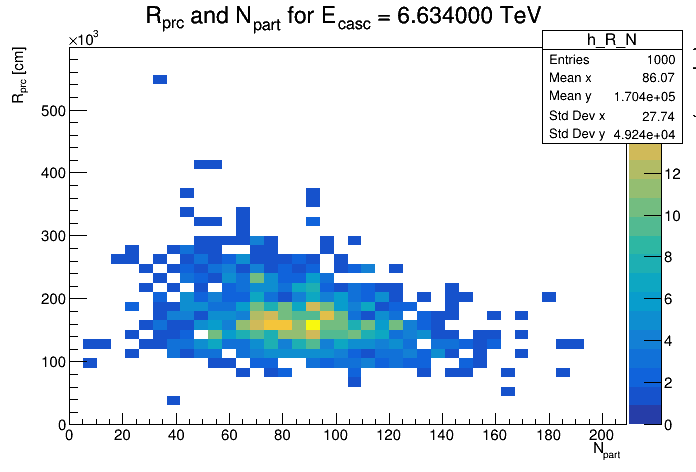 R_prc and N_part for E_casc = 6.634000 TeV
×10³
R_prc [cm]
h_R_N
Entries 1000
Mean x 86.07
Mean y 1.704e+05
Std Dev x 27.74
Std Dev y 4.924e+04
500
400
300
200
100
0
12
10
8
6
4
2
0
0 20 40 60 80 100 120 140 160 180 200
N_part